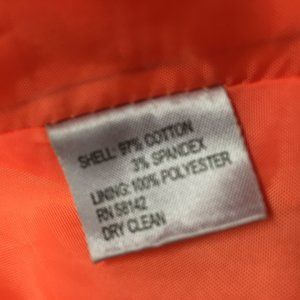 SHELL: 97% COTTON
3% SPANDEX
LINING: 100% POLYESTER
RN 58142
DRY CLEAN